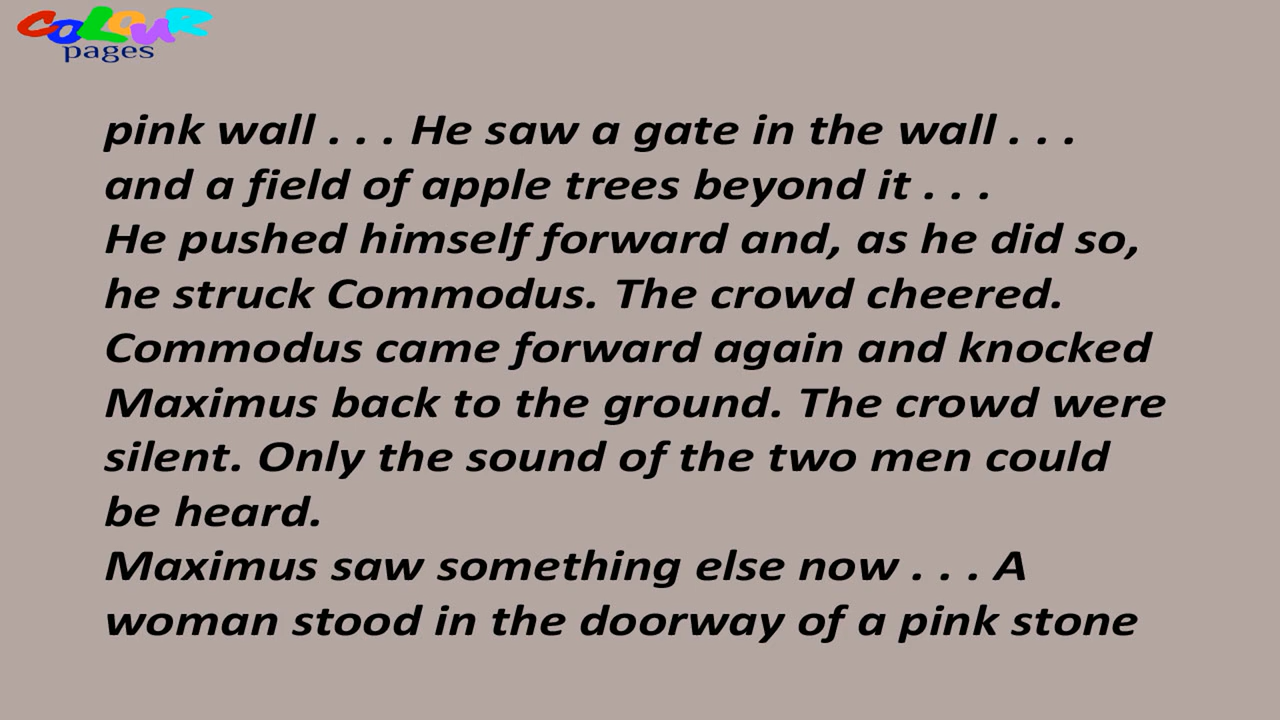 COLOUR
pages
pink wall . . . He saw a gate in the wall . . .
and a field of apple trees beyond it . . .
He pushed himself forward and, as he did so,
he struck Commodus. The crowd cheered.
Commodus came forward again and knocked
Maximus back to the ground. The crowd were
silent. Only the sound of the two men could
be heard.
Maximus saw something else now . . . A
woman stood in the doorway of a pink stone